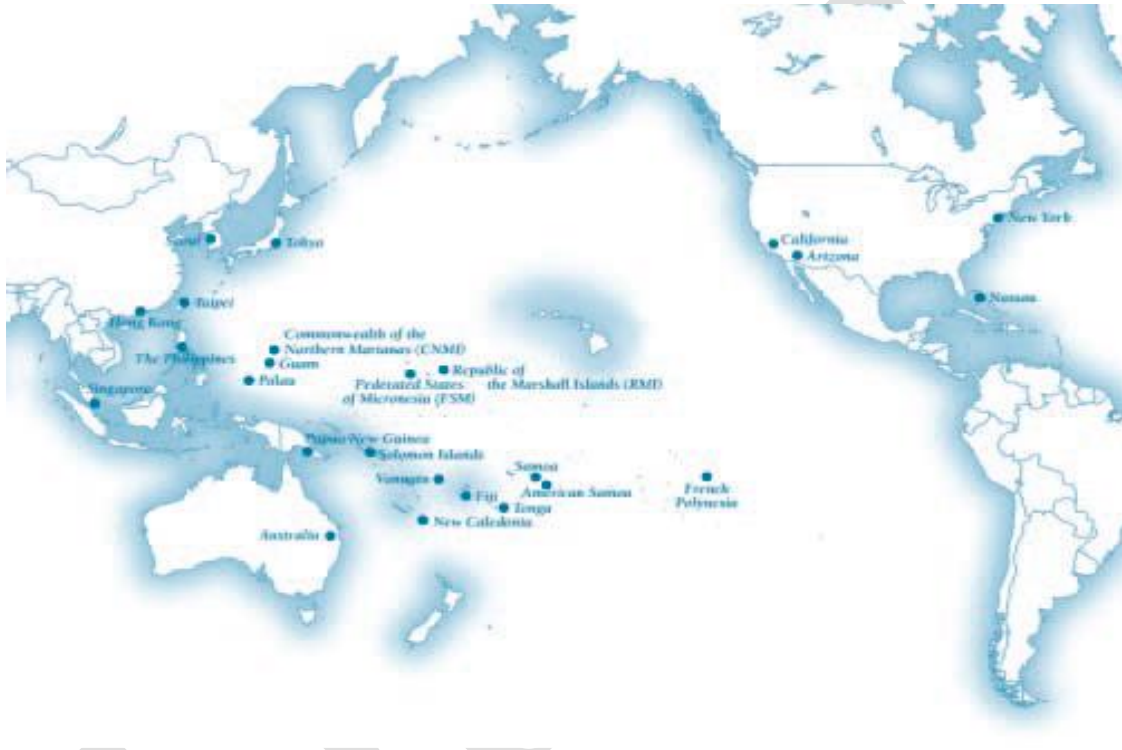 New York
Seoul
Tokyo
California
Arizona
Taipei
Nassau
Hong Kong
Commonwealth of the
Northern Marianas (CNMI)
The Philippines
Guam
Palau
Republic of
the Marshall Islands (RMI)
Federated States
of Micronesia (FSM)
Singapore
Papua New Guinea
Solomon Islands
Vanuatu
Samoa
American Samoa
French
Polynesia
Fiji
Tonga
New Caledonia
Australia